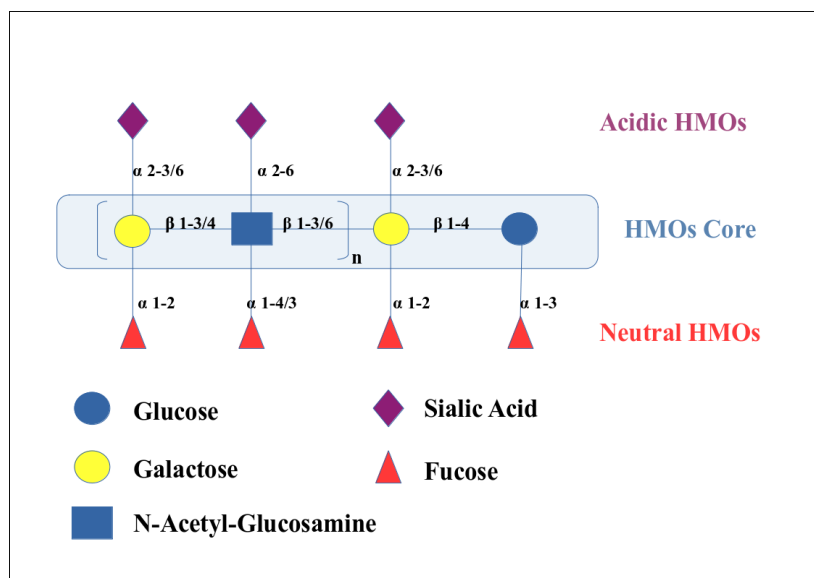 Acidic HMOs
α 2-3/6 α 2-6 α 2-3/6
β 1-3/4 β 1-3/6 β 1-4 HMOs Core
n
α 1-2 α 1-4/3 α 1-2 α 1-3
Neutral HMOs
Glucose Sialic Acid
Galactose Fucose
N-Acetyl-Glucosamine